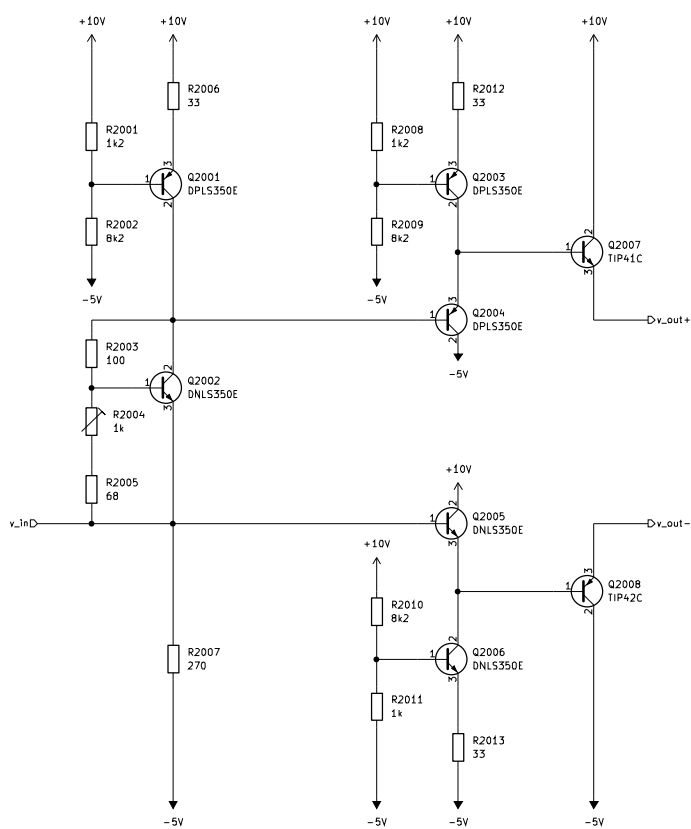 +10V
+10V
+10V
+10V
+10V
R2006
33
R2012
33
R2001
1k2
R2008
1k2
3
1
Q2001
DPLS350E
2
3
1
Q2003
DPLS350E
2
R2002
8k2
R2009
8k2
2
1
Q2007
TIP41C
3
-5V
-5V
3
1
Q2004
DPLS350E
2
v_out+
R2003
100
-5V
2
1
Q2002
DNLS350E
3
R2004
1k
+10V
R2005
68
2
v_in
1
Q2005
DNLS350E
3
v_out-
+10V
3
1
Q2008
TIP42C
2
R2010
8k2
2
1
Q2006
DNLS350E
3
R2007
270
R2011
1k
R2013
33
-5V
-5V
-5V
-5V